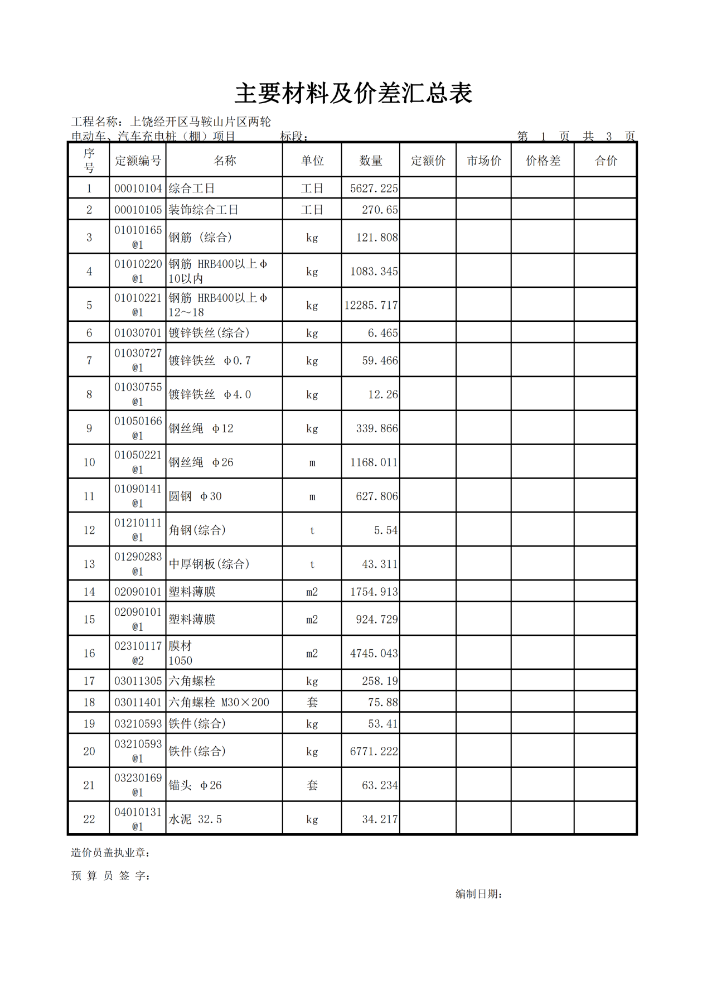 主要材料及价差汇总表
工程名称：上饶经开区马鞍山片区两轮
电动车、汽车充电桩（棚）项目 标段： 第 1 页 共 3 页
序号 定额编号 名称 单位 数量 定额价 市场价 价格差 合价
1 00010104 综合工日 工日 5627.225
2 00010105 装饰综合工日 工日 270.65
3 01010165@1 钢筋 (综合) kg 121.808
4 01010220@1 钢筋 HRB400以上φ10以内 kg 1083.345
5 01010221@1 钢筋 HRB400以上φ12～18 kg 12285.717
6 01030701 镀锌铁丝(综合) kg 6.465
7 01030727@1 镀锌铁丝 φ0.7 kg 59.466
8 01030755@1 镀锌铁丝 φ4.0 kg 12.26
9 01050166@1 钢丝绳 φ12 kg 339.866
10 01050221@1 钢丝绳 φ26 m 1168.011
11 01090141@1 圆钢 φ30 m 627.806
12 01210111@1 角钢(综合) t 5.54
13 01290283@1 中厚钢板(综合) t 43.311
14 02090101 塑料薄膜 m2 1754.913
15 02090101@1 塑料薄膜 m2 924.729
16 02310117@2 膜材 1050 m2 4745.043
17 03011305 六角螺栓 kg 258.19
18 03011401 六角螺栓 M30×200 套 75.88
19 03210593 铁件(综合) kg 53.41
20 03210593@1 铁件(综合) kg 6771.222
21 03230169@1 锚头 φ26 套 63.234
22 04010131@1 水泥 32.5 kg 34.217
造价员盖执业章：
预 算 员 签 字：
编制日期：